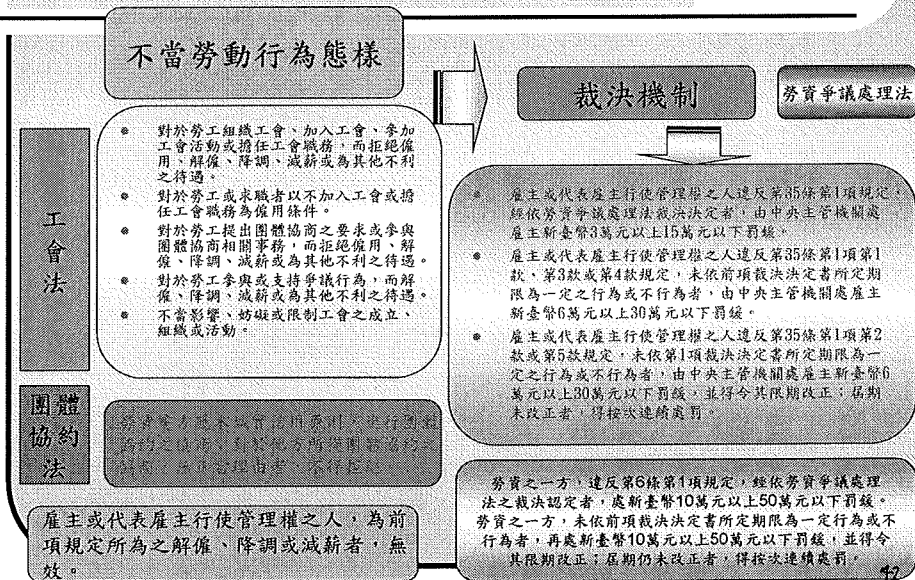 不當勞動行為態樣
裁決機制
勞資爭議處理法
工會法
對於勞工組織工會、加入工會、參加
工會活動或擔任工會職務，而拒絕僱
用、解僱、降調、減薪或為其他不利
之待遇。
對於勞工或求職者以不加入工會或擔
任工會職務為僱用條件。
對於勞工提出團體協商之要求或參與
團體協商相關事務，而拒絕僱用、解
僱、降調、減薪或為其他不利之待遇。
對於勞工參與或支持爭議行為，而解
僱、降調、減薪或為其他不利之待遇。
不當影響、妨礙或限制工會之成立、
組織或活動。
雇主或代表雇主行使管理權之人違反第35條第1項規定，
經依勞資爭議處理法裁決決定者，由中央主管機關處
雇主新臺幣3萬元以上15萬元以下罰鍰。
雇主或代表雇主行使管理權之人違反第35條第1項第1
款、第3款或第4款規定，未依前項裁決決定書所定期
限為一定之行為或不行為者，由中央主管機關處雇主
新臺幣6萬元以上30萬元以下罰鍰。
雇主或代表雇主行使管理權之人違反第35條第1項第2
款或第5款規定，未依第1項裁決決定書所定期限為一
定之行為或不行為者，由中央主管機關處雇主新臺幣6
萬元以上30萬元以下罰鍰，並得令其限期改正；屆期
未改正者，得按次連續處罰。
團體
協約
法
勞資之一方，違反第6條第1項規定，經依勞資爭議處理
法之裁決認定者，處新臺幣10萬元以上50萬元以下罰鍰。
勞資之一方，未依前項裁決決定書所定期限為一定行為或不
行為者，再處新臺幣10萬元以上50萬元以下罰鍰，並得令
其限期改正；屆期仍未改正者，得按次連續處罰。
雇主或代表雇主行使管理權之人，為前
項規定所為之解僱、降調或減薪者，無
效。
42